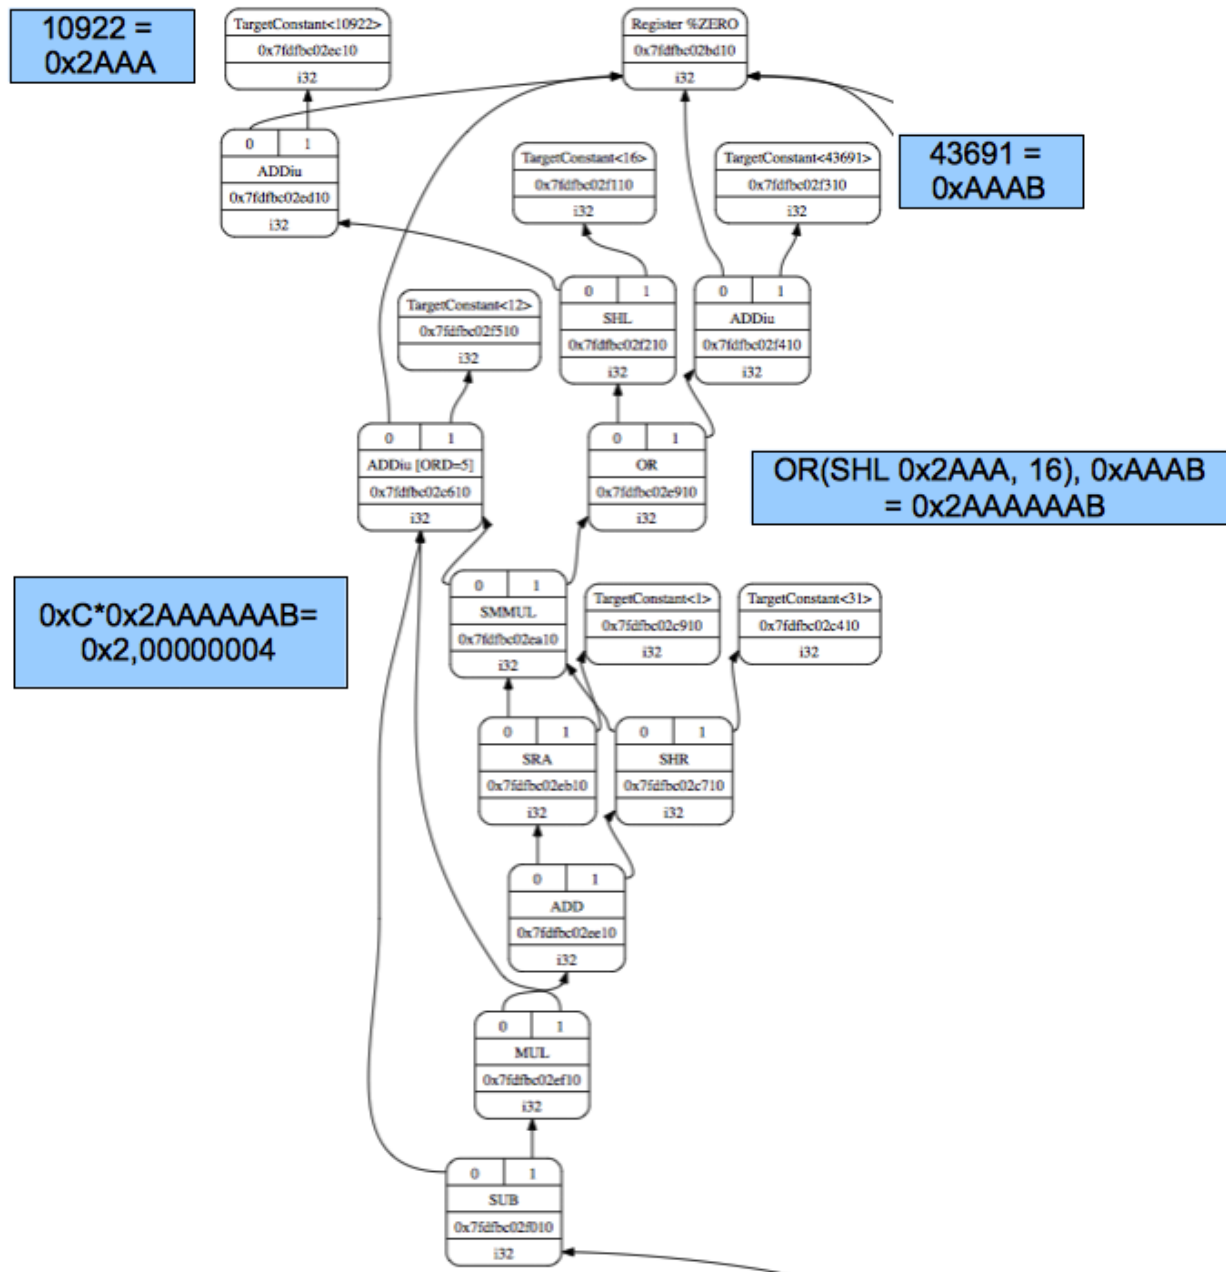 10922 =
0x2AAA
TargetConstant<10922>
0x7fdfbc02ec10
i32
Register %ZERO
0x7fdfbc02bd10
i32
0 1
ADDiu
0x7fdfbc02ed10
i32
TargetConstant<16>
0x7fdfbc02f110
i32
TargetConstant<43691>
0x7fdfbc02f310
i32
43691 =
0xAAAB
TargetConstant<12>
0x7fdfbc02f510
i32
0 1
SHL
0x7fdfbc02f210
i32
0 1
ADDiu
0x7fdfbc02f410
i32
0 1
ADDiu [ORD=5]
0x7fdfbc02c610
i32
0 1
OR
0x7fdfbc02e910
i32
OR(SHL 0x2AAA, 16), 0xAAAB
= 0x2AAAAAAB
0xC*0x2AAAAAAB=
0x2,00000004
0 1
SMMUL
0x7fdfbc02ea10
i32
TargetConstant<1>
0x7fdfbc02c910
i32
TargetConstant<31>
0x7fdfbc02c410
i32
0 1
SRA
0x7fdfbc02eb10
i32
0 1
SHR
0x7fdfbc02c710
i32
0 1
ADD
0x7fdfbc02ee10
i32
0 1
MUL
0x7fdfbc02ef10
i32
0 1
SUB
0x7fdfbc02f010
i32